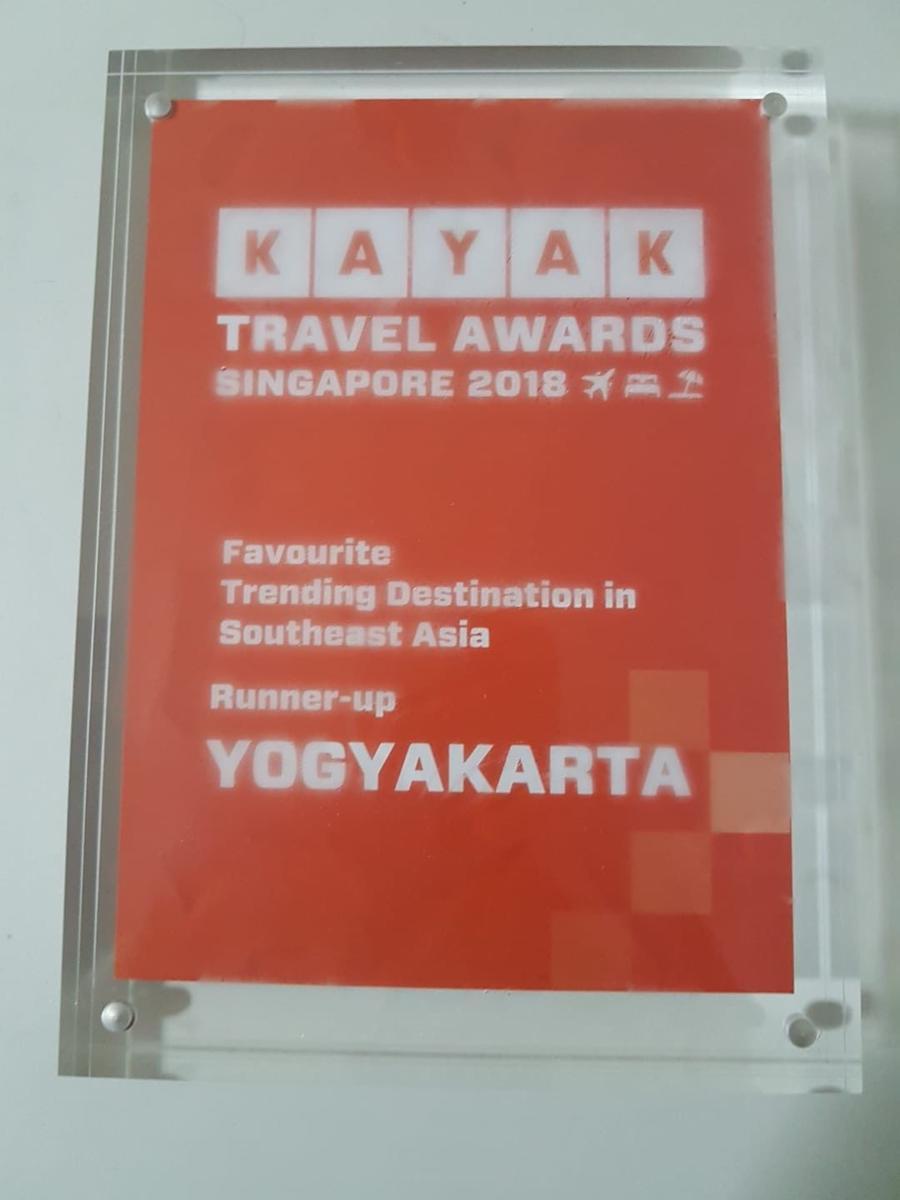 KAYAK
TRAVEL AWARDS
SINGAPORE 2018
Favourite
Trending Destination in
Southeast Asia
Runner-up
YOGYAKARTA